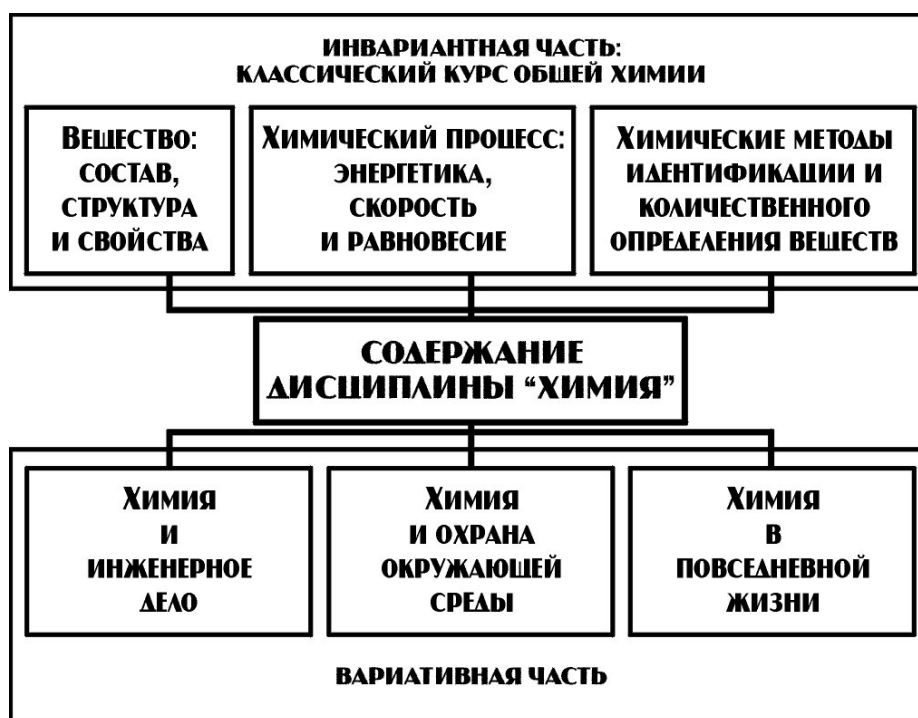 ИНВАРИАНТНАЯ ЧАСТЬ:
КЛАССИЧЕСКИЙ КУРС ОБЩЕЙ ХИМИИ
ВЕЩЕСТВО:
СОСТАВ,
СТРУКТУРА
И СВОЙСТВА
ХИМИЧЕСКИЙ ПРОЦЕСС:
ЭНЕРГЕТИКА,
СКОРОСТЬ
И РАВНОВЕСИЕ
ХИМИЧЕСКИЕ МЕТОДЫ
ИДЕНТИФИКАЦИИ И
КОЛИЧЕСТВЕННОГО
ОПРЕДЕЛЕНИЯ ВЕЩЕСТВ
СОДЕРЖАНИЕ
ДИСЦИПЛИНЫ “ХИМИЯ”
ХИМИЯ
И
ИНЖЕНЕРНОЕ
ДЕЛО
ХИМИЯ
И ОХРАНА
ОКРУЖАЮЩЕЙ
СРЕДЫ
ХИМИЯ
В
ПОВСЕДНЕВНОЙ
ЖИЗНИ
ВАРИАТИВНАЯ ЧАСТЬ